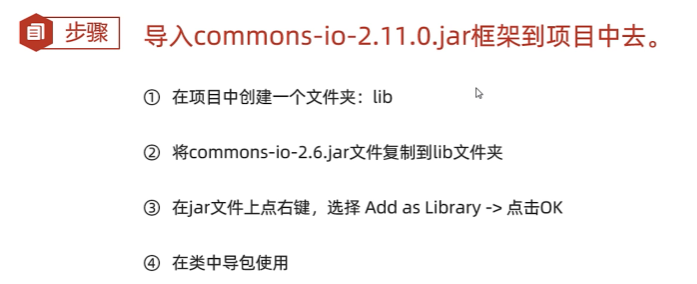 步骤
导入commons-io-2.11.0.jar框架到项目中去。
① 在项目中创建一个文件夹：lib
② 将commons-io-2.6.jar文件复制到lib文件夹
③ 在jar文件上点右键，选择 Add as Library -> 点击OK
④ 在类中导包使用